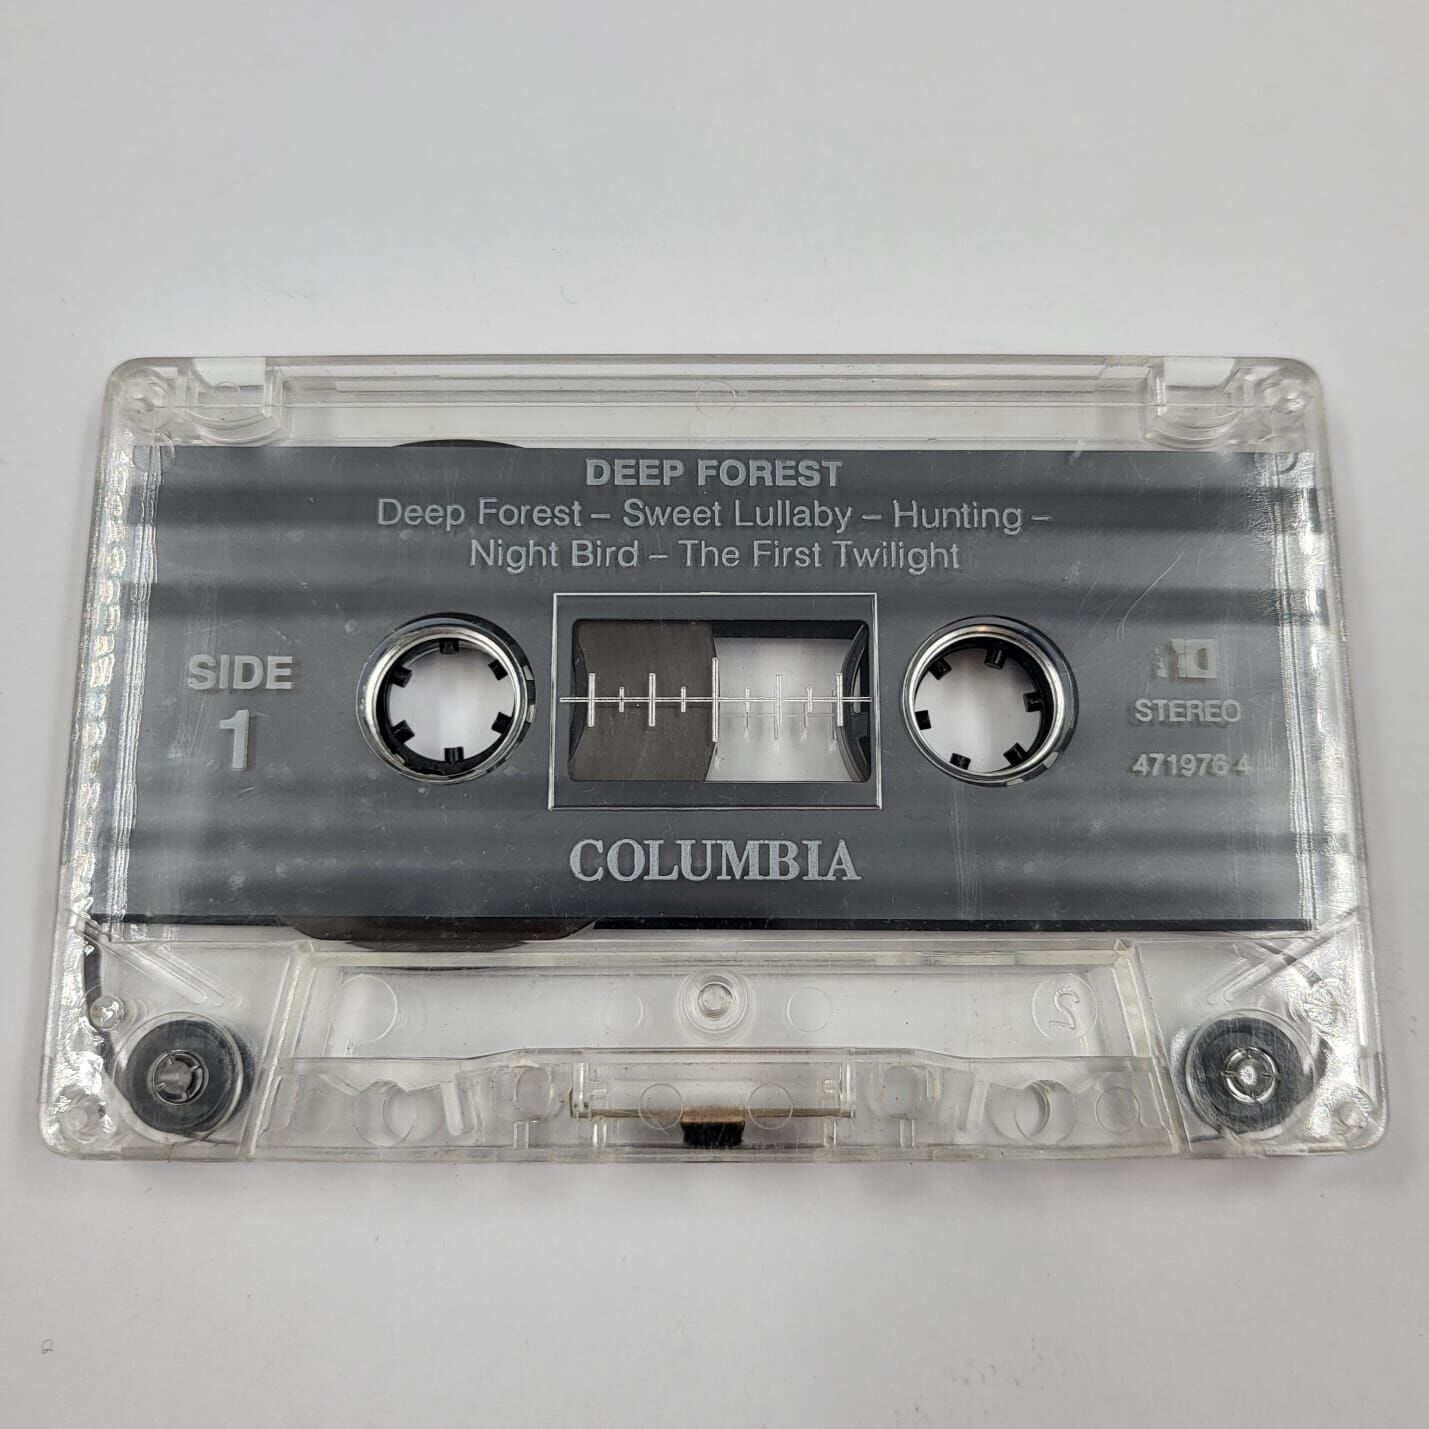 DEEP FOREST
Deep Forest – Sweet Lullaby – Hunting –
Night Bird – The First Twilight
SIDE
1
STEREO
471976 4
COLUMBIA